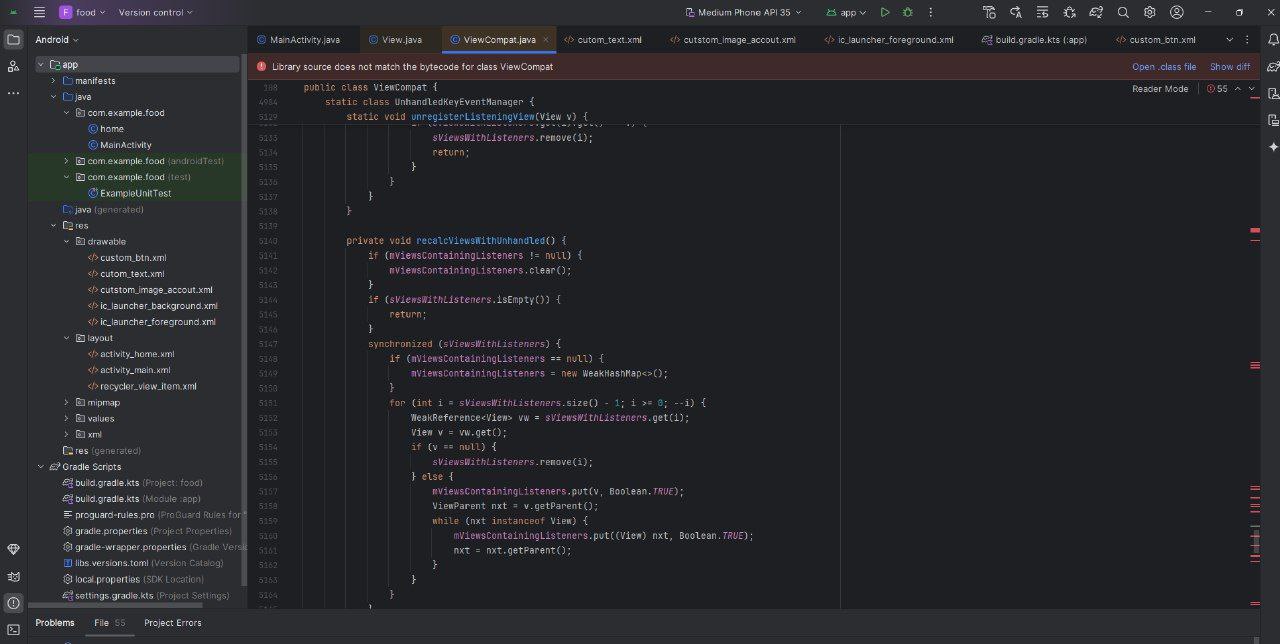 F food Version control Medium Phone API 35 app
Android
app
manifests
java
com.example.food
home
MainActivity
com.example.food (androidTest)
com.example.food (test)
ExampleUnitTest
java (generated)
res
drawable
custom_btn.xml
cutom_text.xml
cutstom_image_accout.xml
ic_launcher_background.xml
ic_launcher_foreground.xml
layout
activity_home.xml
activity_main.xml
recycler_view_item.xml
mipmap
values
xml
res (generated)
Gradle Scripts
build.gradle.kts (Project: food)
build.gradle.kts (Module :app)
proguard-rules.pro (ProGuard Rules for "
gradle.properties (Project Properties)
gradle-wrapper.properties (Gradle Versi
libs.versions.toml (Version Catalog)
local.properties (SDK Location)
settings.gradle.kts (Project Settings)
MainActivity.java View.java ViewCompat.java cutom_text.xml cutstom_image_accout.xml ic_launcher_foreground.xml build.gradle.kts (:app) custom_btn.xml
Library source does not match the bytecode for class ViewCompat Open .class file Show diff
Reader Mode 55
108 public class ViewCompat {
4984 static class UnhandledKeyEventManager {
5129 static void unregisterListeningView(View v) {
5133 sViewsWithListeners.remove(i);
5134 return;
5135 }
5136 }
5137 }
5138 }
5139
5140 private void recalcViewsWithUnhandled() {
5141 if (mViewsContainingListeners != null) {
5142 mViewsContainingListeners.clear();
5143 }
5144 if (sViewsWithListeners.isEmpty()) {
5145 return;
5146 }
5147 synchronized (sViewsWithListeners) {
5148 if (mViewsContainingListeners == null) {
5149 mViewsContainingListeners = new WeakHashMap<>();
5150 }
5151 for (int i = sViewsWithListeners.size() - 1; i >= 0; --i) {
5152 WeakReference<View> vw = sViewsWithListeners.get(i);
5153 View v = vw.get();
5154 if (v == null) {
5155 sViewsWithListeners.remove(i);
5156 } else {
5157 mViewsContainingListeners.put(v, Boolean.TRUE);
5158 ViewParent nxt = v.getParent();
5159 while (nxt instanceof View) {
5160 mViewsContainingListeners.put((View) nxt, Boolean.TRUE);
5161 nxt = nxt.getParent();
5162 }
5163 }
5164 }
Problems File 55 Project Errors